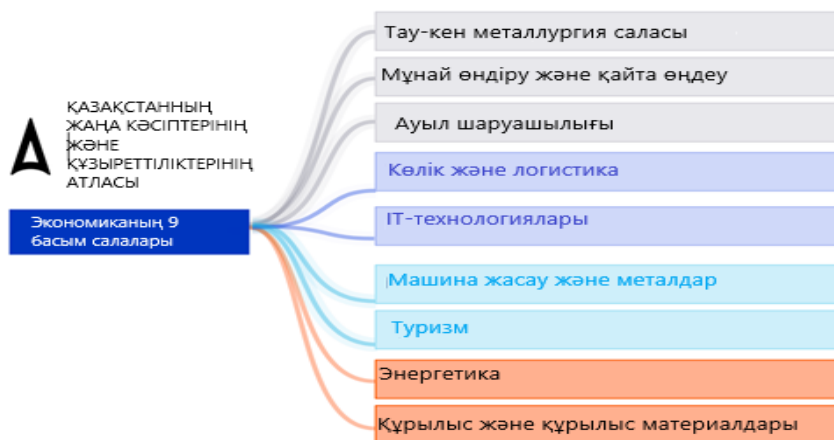 ҚАЗАҚСТАННЫҢ
ЖАҢА КӘСІПТЕРІНІҢ
ЖӘНЕ
ҚҰЗЫРЕТТІЛІКТЕРІНІҢ
АТЛАСЫ
Экономиканың 9
басым салалары
Тау-кен металлургия саласы
Мұнай өндіру және қайта өңдеу
Ауыл шаруашылығы
Көлік және логистика
IT-технологиялары
Машина жасау және металдар
Туризм
Энергетика
Құрылыс және құрылыс материалдары